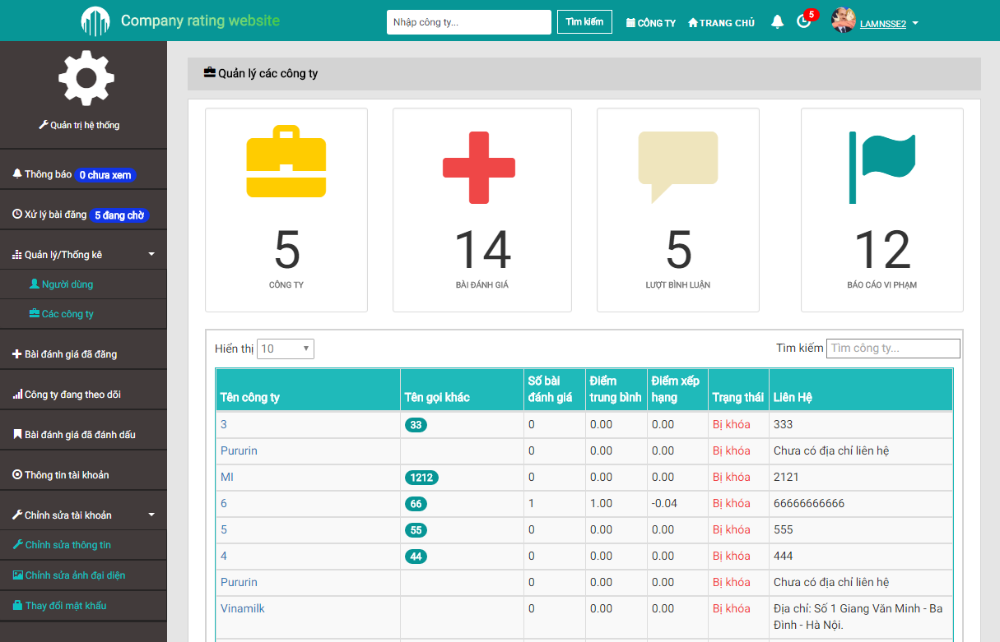 Company rating website
Nhập công ty...
Tìm kiếm
CÔNG TY
TRANG CHỦ
5
LAMNSSE2
Quản trị hệ thống
Thông báo 0 chưa xem
Xử lý bài đăng 5 đang chờ
Quản lý/Thống kê
Người dùng
Các công ty
Bài đánh giá đã đăng
Công ty đang theo dõi
Bài đánh giá đã đánh dấu
Thông tin tài khoản
Chỉnh sửa tài khoản
Chỉnh sửa thông tin
Chỉnh sửa ảnh đại diện
Thay đổi mật khẩu
Quản lý các công ty
5
CÔNG TY
14
BÀI ĐÁNH GIÁ
5
LƯỢT BÌNH LUẬN
12
BÁO CÁO VI PHẠM
Hiển thị 10
Tìm kiếm Tìm công ty...
Tên công ty Tên gọi khác Số bài đánh giá Điểm trung bình Điểm xếp hạng Trạng thái Liên Hệ
3 33 0 0.00 0.00 Bị khóa 333
Pururin 0 0.00 0.00 Bị khóa Chưa có địa chỉ liên hệ
MI 1212 0 0.00 0.00 Bị khóa 2121
6 66 1 1.00 -0.04 Bị khóa 66666666666
5 55 0 0.00 0.00 Bị khóa 555
4 44 0 0.00 0.00 Bị khóa 444
Pururin 0 0.00 0.00 Bị khóa Chưa có địa chỉ liên hệ
Vinamilk 0 0.00 0.00 Bị khóa Địa chỉ: Số 1 Giang Văn Minh - Ba
Đình - Hà Nội.